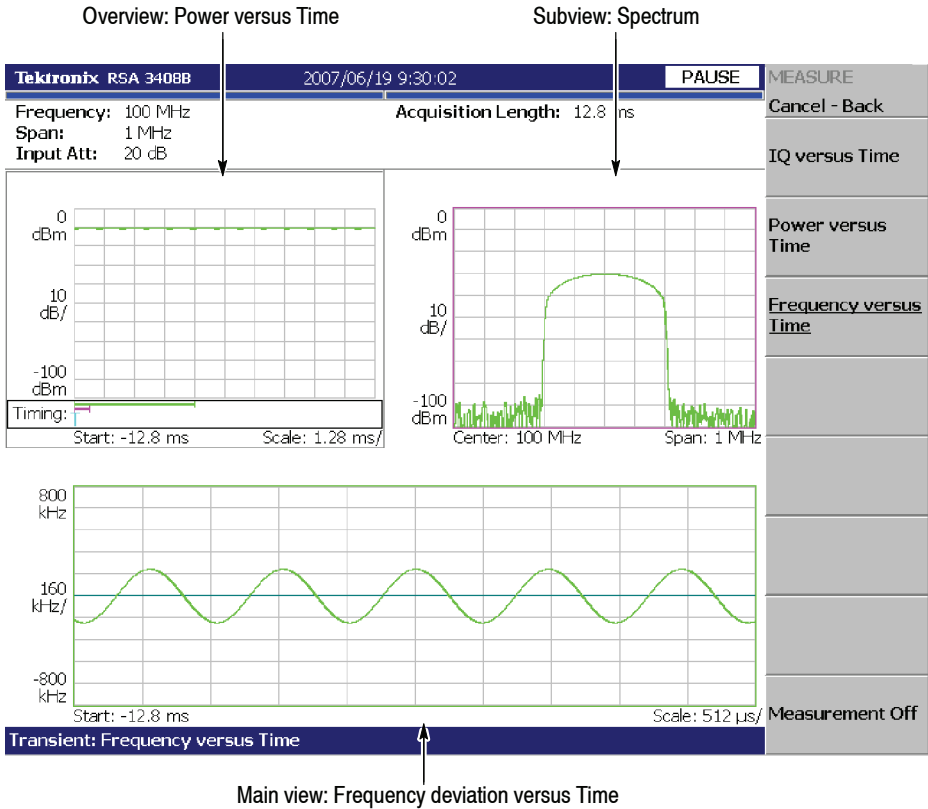 Overview: Power versus Time
Subview: Spectrum
Tektronix RSA 3408B
2007/06/19 9:30:02
PAUSE
MEASURE
Frequency: 100 MHz
Acquisition Length: 12.8 ms
Cancel - Back
Span: 1 MHz
Input Att: 20 dB
IQ versus Time
Power versus
Time
Frequency versus
Time
Measurement Off
0
dBm
10
dB/
-100
dBm
Timing:
Start: -12.8 ms
Scale: 1.28 ms/
0
dBm
10
dB/
-100
dBm
Center: 100 MHz
Span: 1 MHz
800
kHz
160
kHz/
-800
kHz
Start: -12.8 ms
Scale: 512 µs/
Transient: Frequency versus Time
Main view: Frequency deviation versus Time